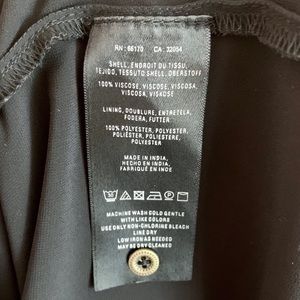 RN: 66170 CA: 32054
SHELL, ENDROIT DU TISSU,
TEJIDO, TESSUTO SHELL, OBERSTOFF
100% VISCOSE, VISCOSE, VISCOSA,
VISCOSA, VISKOSE
LINING, DOUBLURE, ENTRETELA,
FODERA, FUTTER
100% POLYESTER, POLYESTER,
POLIÉSTER, POLIESTERE,
POLYESTER
MADE IN INDIA,
HECHO EN INDIA,
FABRIQUÉ EN INDE
MACHINE WASH COLD GENTLE
WITH LIKE COLORS
USE ONLY NON-CHLORINE BLEACH
LINE DRY
LOW IRON AS NEEDED
MAY BE DRY CLEANED